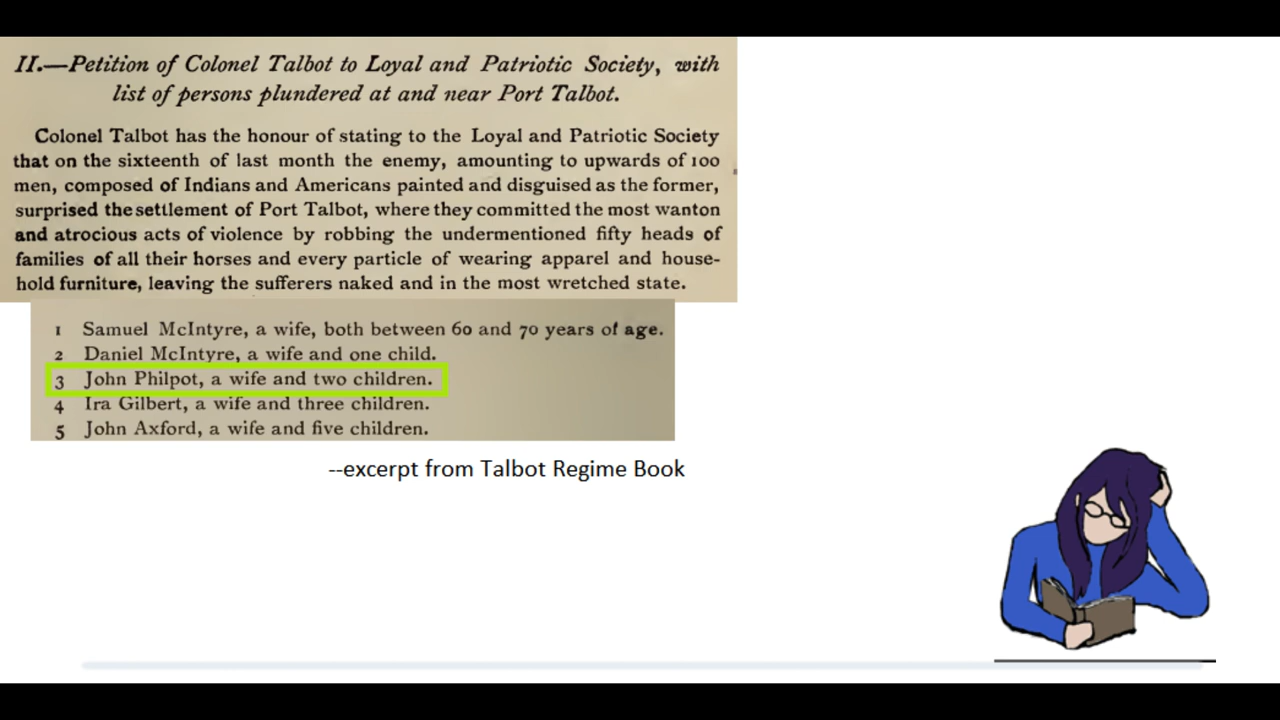 II.—Petition of Colonel Talbot to Loyal and Patriotic Society, with
list of persons plundered at and near Port Talbot.
Colonel Talbot has the honour of stating to the Loyal and Patriotic Society
that on the sixteenth of last month the enemy, amounting to upwards of 100
men, composed of Indians and Americans painted and disguised as the former,
surprised the settlement of Port Talbot, where they committed the most wanton
and atrocious acts of violence by robbing the undermentioned fifty heads of
families of all their horses and every particle of wearing apparel and house-
hold furniture, leaving the sufferers naked and in the most wretched state.
1 Samuel McIntyre, a wife, both between 60 and 70 years of age.
2 Daniel McIntyre, a wife and one child.
3 John Philpot, a wife and two children.
4 Ira Gilbert, a wife and three children.
5 John Axford, a wife and five children.
--excerpt from Talbot Regime Book